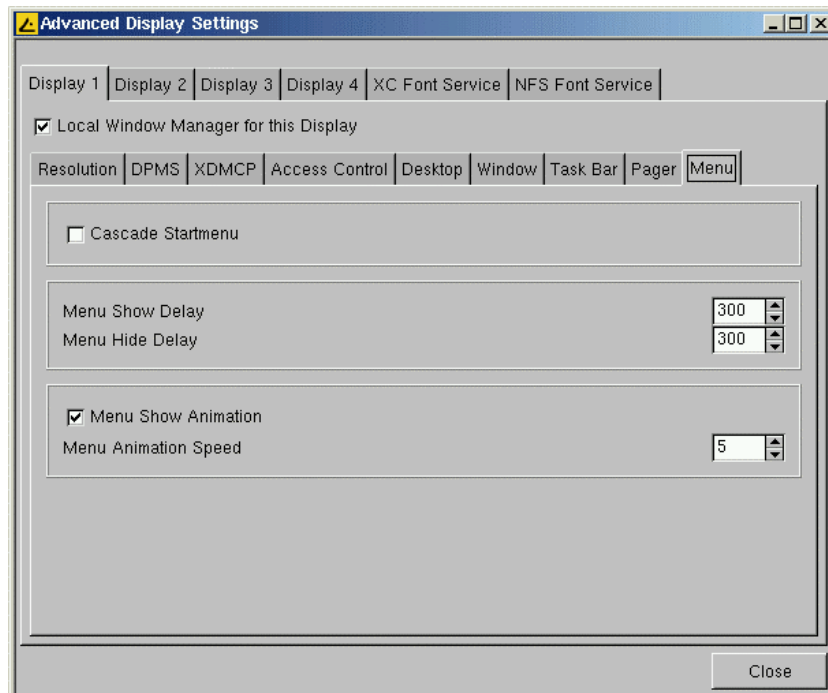 Advanced Display Settings
Display 1 Display 2 Display 3 Display 4 XC Font Service NFS Font Service
Local Window Manager for this Display
Resolution DPMS XDMCP Access Control Desktop Window Task Bar Pager Menu
Cascade Startmenu
Menu Show Delay 300
Menu Hide Delay 300
Menu Show Animation
Menu Animation Speed 5
Close